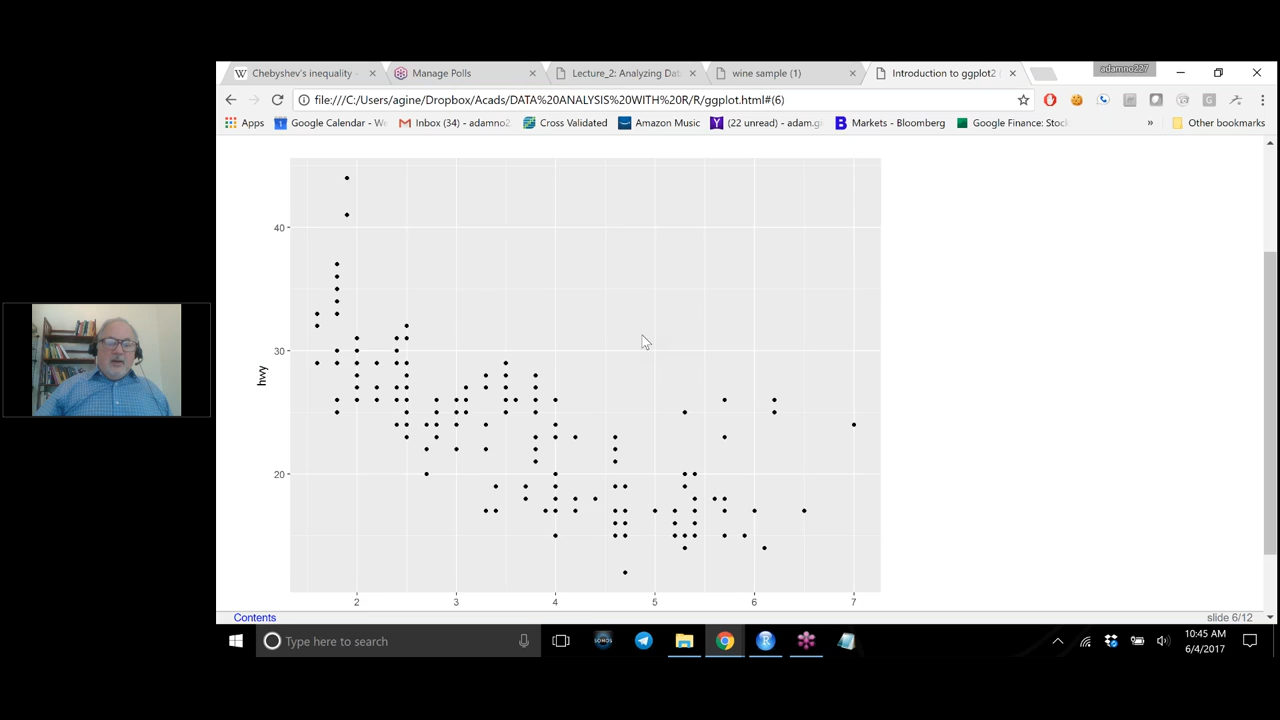 Chebyshev's inequality -
Manage Polls
Lecture_2: Analyzing Dat
wine sample (1)
Introduction to ggplot2 (
adamno227
file:///C:/Users/agine/Dropbox/Acads/DATA%20ANALYSIS%20WITH%20R/R/ggplot.html#(6)
Apps
Google Calendar - We
Inbox (34) - adamno2
Cross Validated
Amazon Music
(22 unread) - adam.g
Markets - Bloomberg
Google Finance: Stock
»
Other bookmarks
40
30
hwy
20
2 3 4 5 6 7
Contents
slide 6/12
Type here to search
SOMOS
10:45 AM
6/4/2017